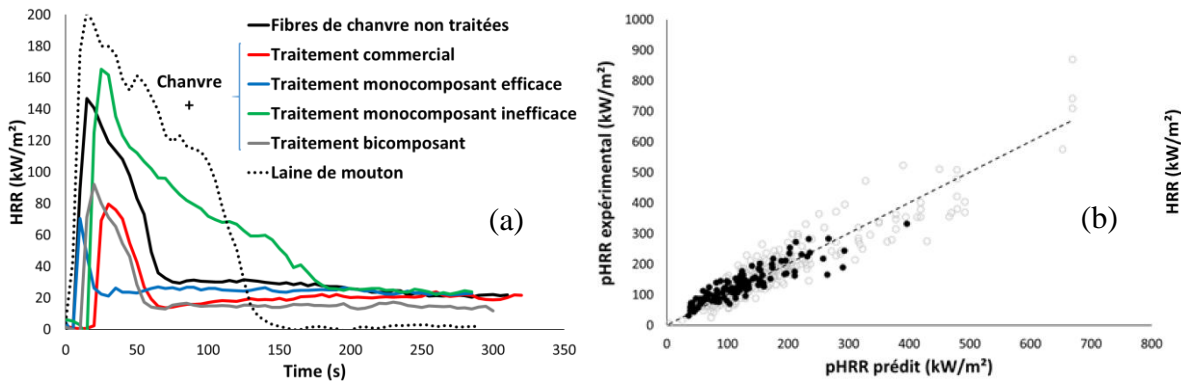 200
180
160
140
120
100
80
60
40
20
0
HRR (kW/m²)
0 50 100 150 200 250 300 350
Time (s)
Fibres de chanvre non traitées
Traitement commercial
Traitement monocomposant efficace
Traitement monocomposant inefficace
Traitement bicomposant
Laine de mouton
Chanvre
+
(a)
1000
900
800
700
600
500
400
300
200
100
0
pHRR expérimental (kW/m²)
0 100 200 300 400 500 600 700 800
pHRR prédit (kW/m²)
(b)
HRR (kW/m²)